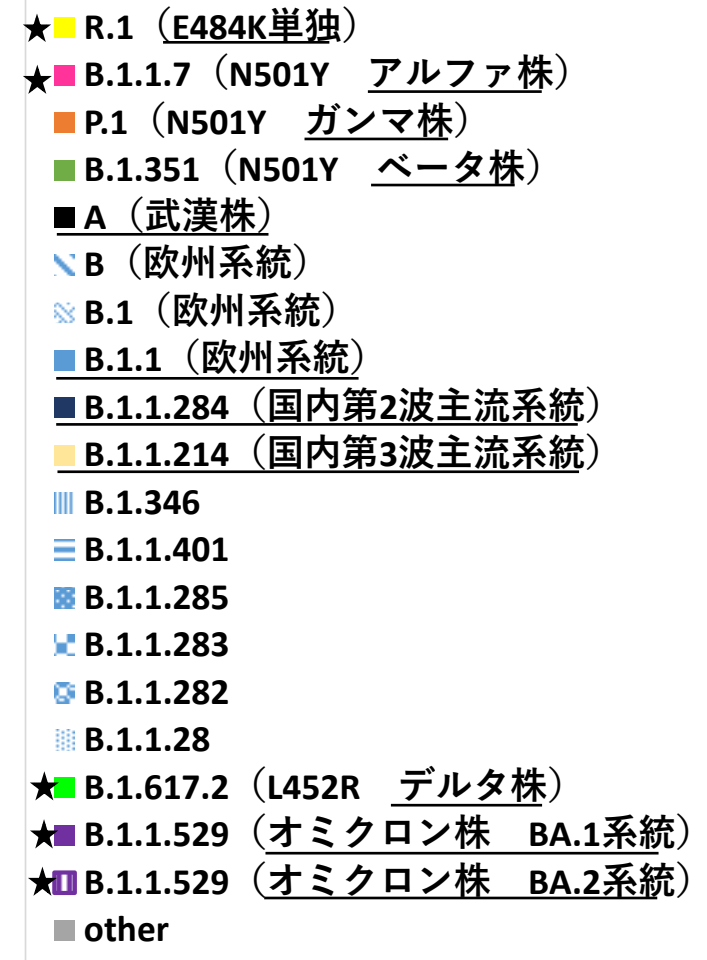 ★R.1（E484K単独）
★B.1.1.7（N501Y　アルファ株）
P.1（N501Y　ガンマ株）
B.1.351（N501Y　ベータ株）
A（武漢株）
B（欧州系統）
B.1（欧州系統）
B.1.1（欧州系統）
B.1.1.284（国内第2波主流系統）
B.1.1.214（国内第3波主流系統）
B.1.346
B.1.1.401
B.1.1.285
B.1.1.283
B.1.1.282
B.1.1.28
★B.1.617.2（L452R　デルタ株）
★B.1.1.529（オミクロン株　BA.1系統）
★B.1.1.529（オミクロン株　BA.2系統）
other